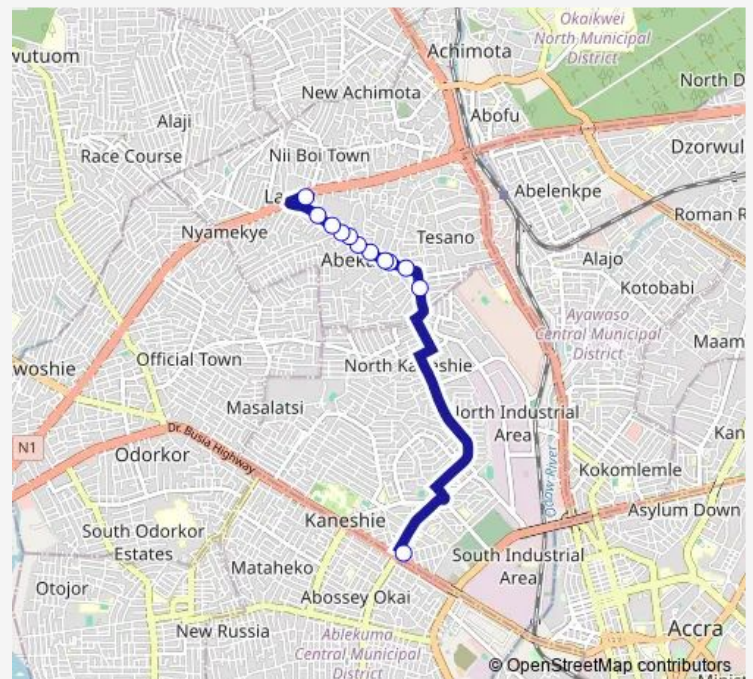 Okaikwei
North Municipal
District
Achimota
wutuom
New Achimota
North D
Abofu
Alaji
Dzorwul
Race Course
Nii Boi Town
Abelenkpe
La
Roman R
Nyamekye
Tesano
Abeka
Alajo
Kotobabi
Ayawaso
Central Municipal
District
Maam
Official Town
North Ka
eshie
woshie
Masalatsi
North Industrial
Area
Dr. Busia Highway
N1
Odorkor
Odaw River
Kan
Kokomlemle
Asylum Down
Kaneshie
South Odorkor
Estates
South Industrial
Area
Mataheko
Otojor
Abossey Okai
New Russia
Ablekuma
Central Municipal
District
Accra
© OpenStreetMap contributors